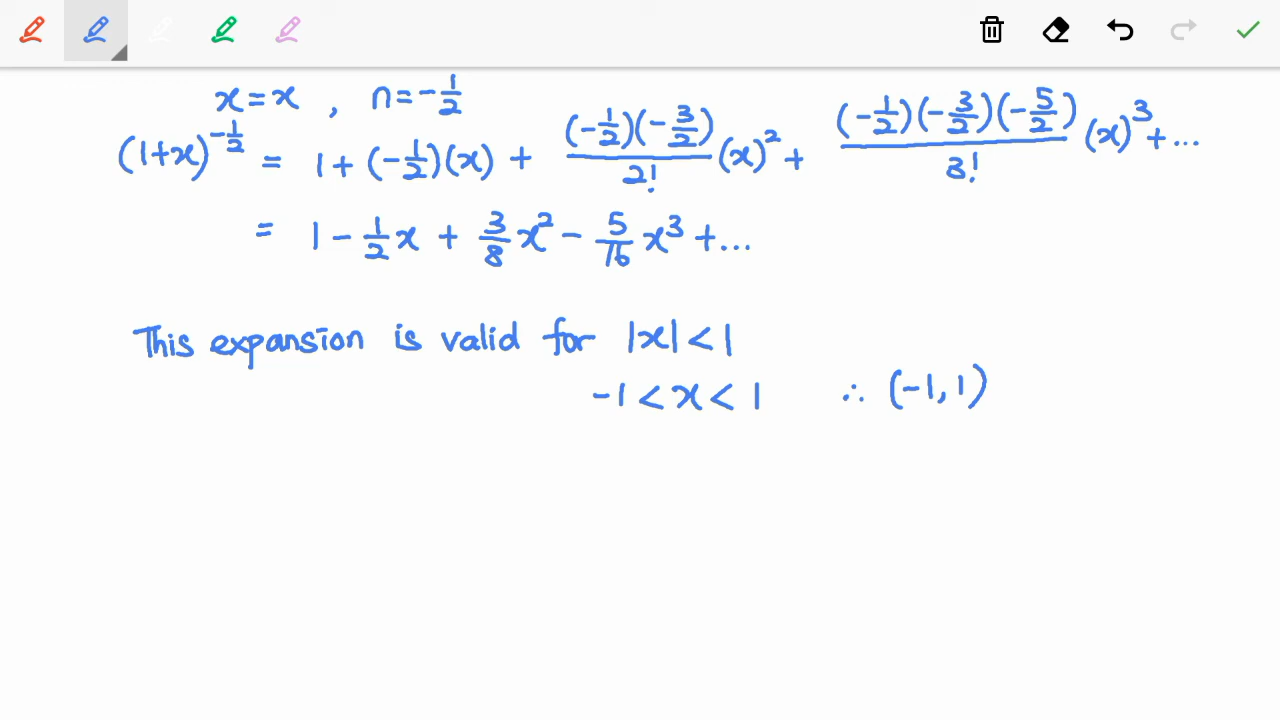 x = x , n = -1/2
(1+x)^(-1/2) = 1 + (-1/2)(x) + (-1/2)(-3/2)/2! (x)^2 + (-1/2)(-3/2)(-5/2)/3! (x)^3 + ...
= 1 - 1/2 x + 3/8 x^2 - 5/16 x^3 + ...
This expansion is valid for |x| < 1
-1 < x < 1 ∴ (-1, 1)